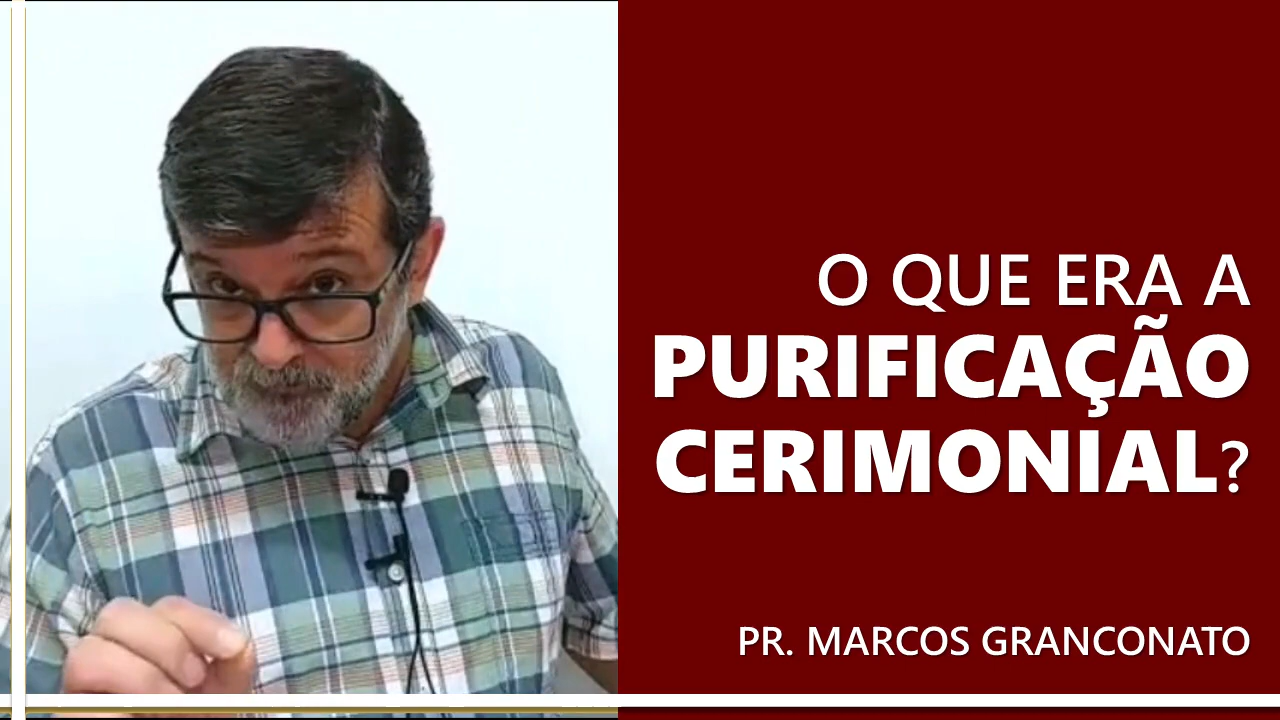 O QUE ERA A
PURIFICAÇÃO
CERIMONIAL?
PR. MARCOS GRANCONATO